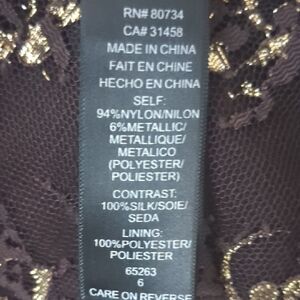 RN# 80734
CA# 31458
MADE IN CHINA
FAIT EN CHINE
HECHO EN CHINA
SELF:
94%NYLON/NILON
6%METALLIC/
METALLIQUE/
METALICO
(POLYESTER/
POLIESTER)
CONTRAST:
100%SILK/SOIE/
SEDA
LINING:
100%POLYESTER/
POLIESTER
65263
6
CARE ON REVERSE